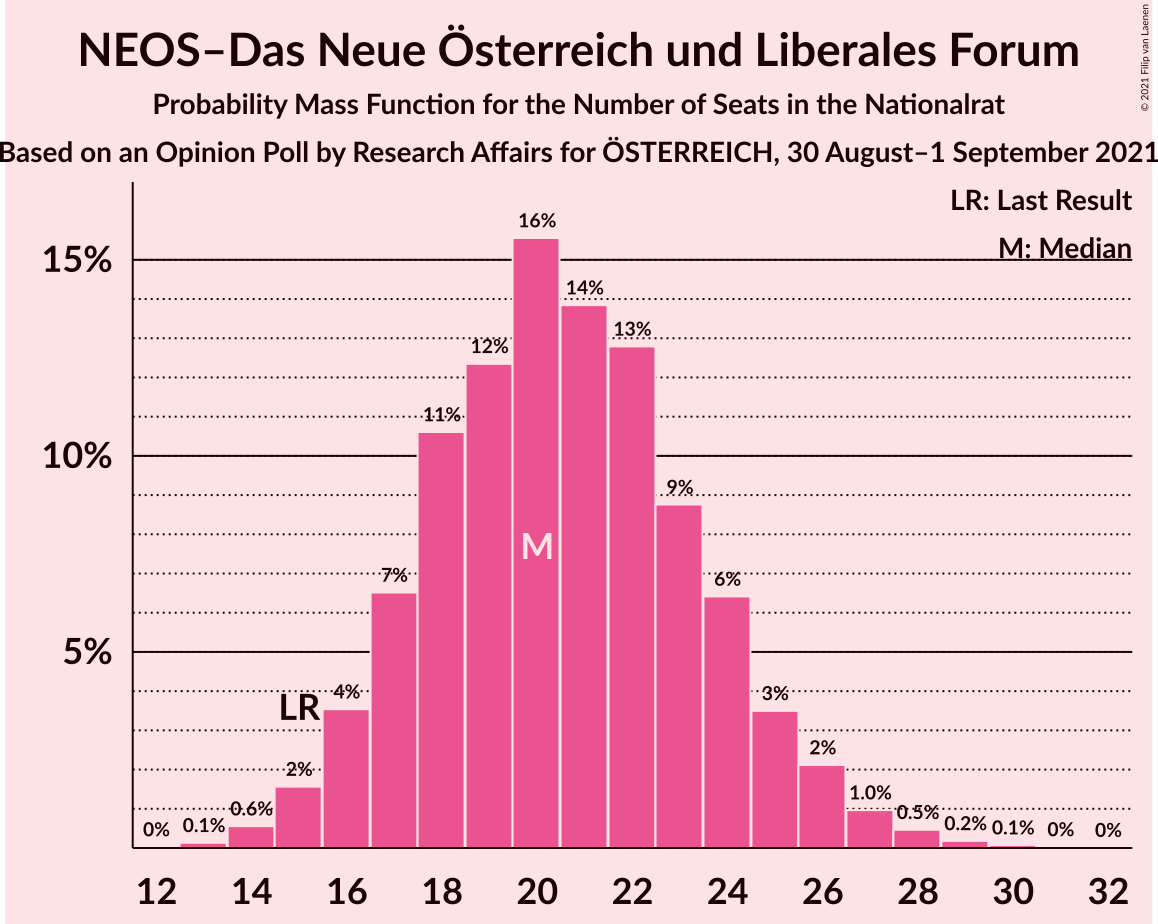 NEOS–Das Neue Österreich und Liberales Forum
Probability Mass Function for the Number of Seats in the Nationalrat
Based on an Opinion Poll by Research Affairs for ÖSTERREICH, 30 August–1 September 2021
© 2021 Filip van Laenen
LR: Last Result
M: Median
15%
10%
5%
0%
0.1%
0.6%
2%
LR
4%
7%
11%
12%
16%
M
14%
13%
9%
6%
3%
2%
1.0%
0.5%
0.2%
0.1%
0%
0%
12 14 16 18 20 22 24 26 28 30 32